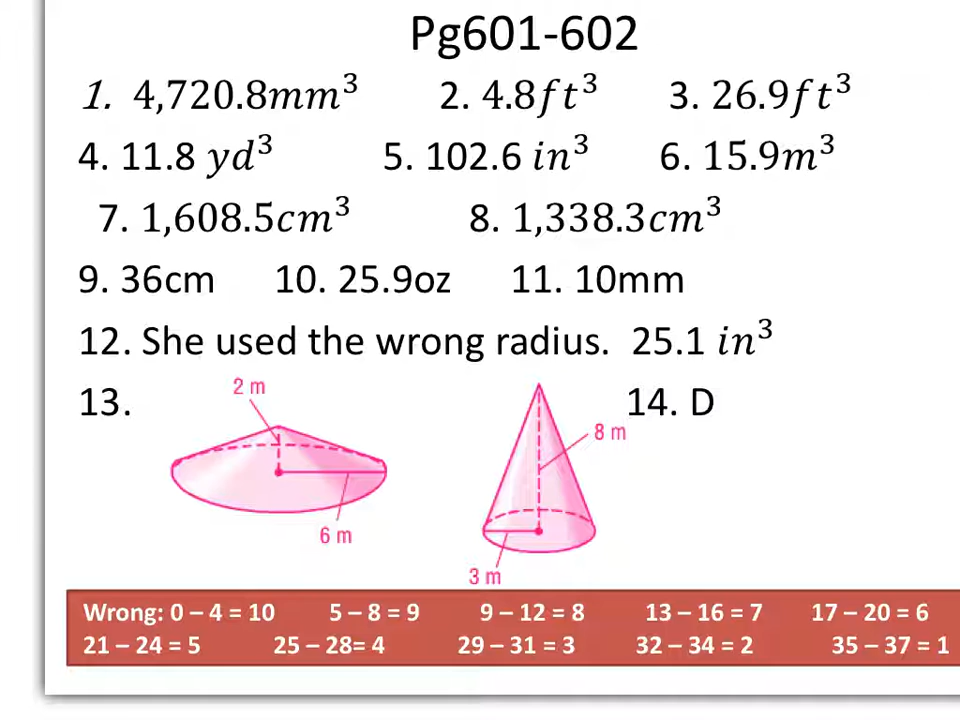 Pg601-602
1. 4,720.8mm³ 2. 4.8ft³ 3. 26.9ft³
4. 11.8 yd³ 5. 102.6 in³ 6. 15.9m³
7. 1,608.5cm³ 8. 1,338.3cm³
9. 36cm 10. 25.9oz 11. 10mm
12. She used the wrong radius. 25.1 in³
13. 2 m 14. D
8 m
6 m
3 m
Wrong: 0 – 4 = 10 5 – 8 = 9 9 – 12 = 8 13 – 16 = 7 17 – 20 = 6
21 – 24 = 5 25 – 28= 4 29 – 31 = 3 32 – 34 = 2 35 – 37 = 1